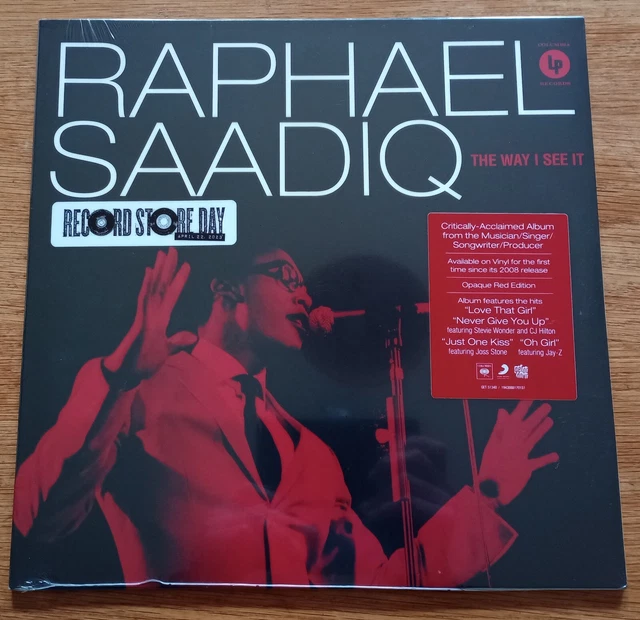 RAPHAEL
SAADIQ
THE WAY I SEE IT
LP
RECORD STORE DAY
Critically-Acclaimed Album
from the Musician/Singer/
Songwriter/Producer
Available on Vinyl for the first
time since its 2008 release
Opaque Red Edition
Album features the hits
"Love That Girl"
"Never Give You Up"
featuring Stevie Wonder and CJ Hilton
"Just One Kiss" "Oh Girl"
featuring Joss Stone featuring Jay-Z